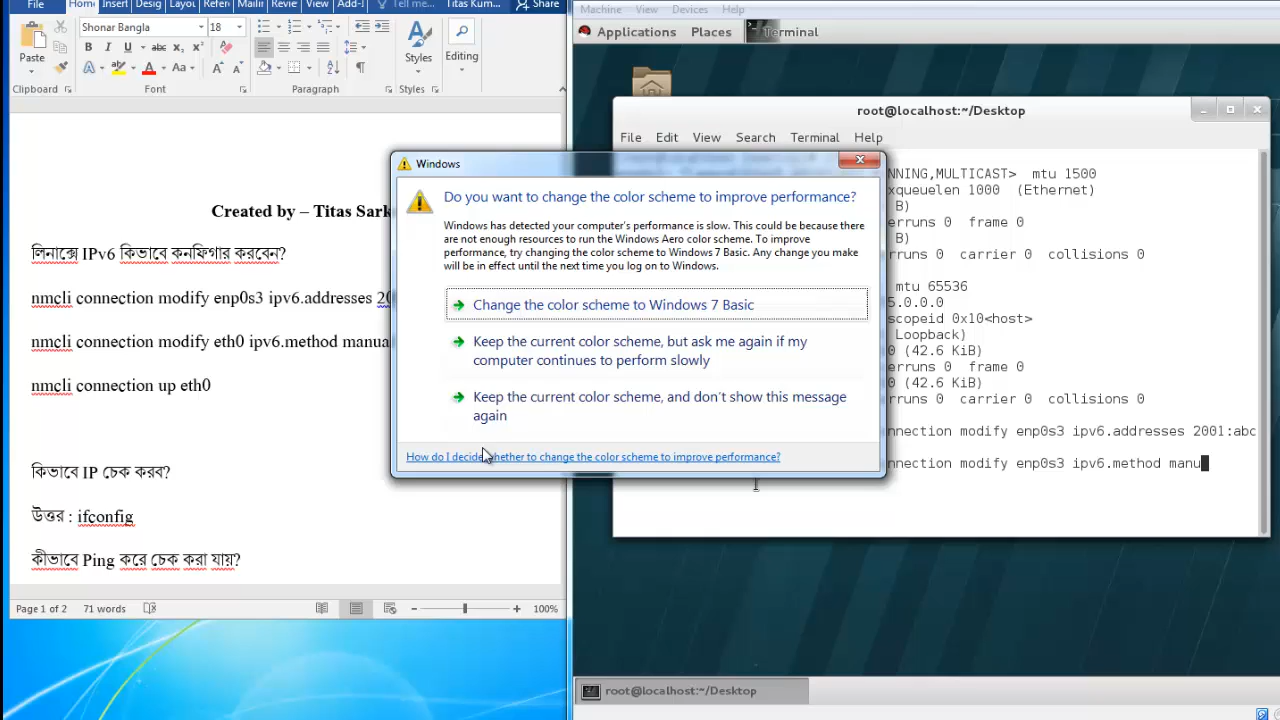 File Home Insert Desig Layou Refere Mailin Revie View Add-I Tell me... Titas Kum... Share
Shonar Bangla 18
Paste Styles Editing
Clipboard Font Paragraph Styles
Created by – Titas Sark
লিনাক্সে IPv6 কিভাবে কনফিগার করবেন?
nmcli connection modify enp0s3 ipv6.addresses 20
nmcli connection modify eth0 ipv6.method manua
nmcli connection up eth0
কিভাবে IP চেক করব?
উত্তর : ifconfig
কীভাবে Ping করে চেক করা যায়?
Page 1 of 2 71 words 100%
Windows
Do you want to change the color scheme to improve performance?
Windows has detected your computer's performance is slow. This could be because there
are not enough resources to run the Windows Aero color scheme. To improve
performance, try changing the color scheme to Windows 7 Basic. Any change you make
will be in effect until the next time you log on to Windows.
Change the color scheme to Windows 7 Basic
Keep the current color scheme, but ask me again if my
computer continues to perform slowly
Keep the current color scheme, and don't show this message
again
How do I decide whether to change the color scheme to improve performance?
Machine View Devices Help
Applications Places Terminal
root@localhost:~/Desktop
File Edit View Search Terminal Help
NNING,MULTICAST> mtu 1500
xqueuelen 1000 (Ethernet)
B)
erruns 0 frame 0
B)
erruns 0 carrier 0 collisions 0
mtu 65536
5.0.0.0
scopeid 0x10<host>
Loopback)
0 (42.6 KiB)
erruns 0 frame 0
0 (42.6 KiB)
erruns 0 carrier 0 collisions 0
nnection modify enp0s3 ipv6.addresses 2001:abc
nnection modify enp0s3 ipv6.method manu
root@localhost:~/Desktop